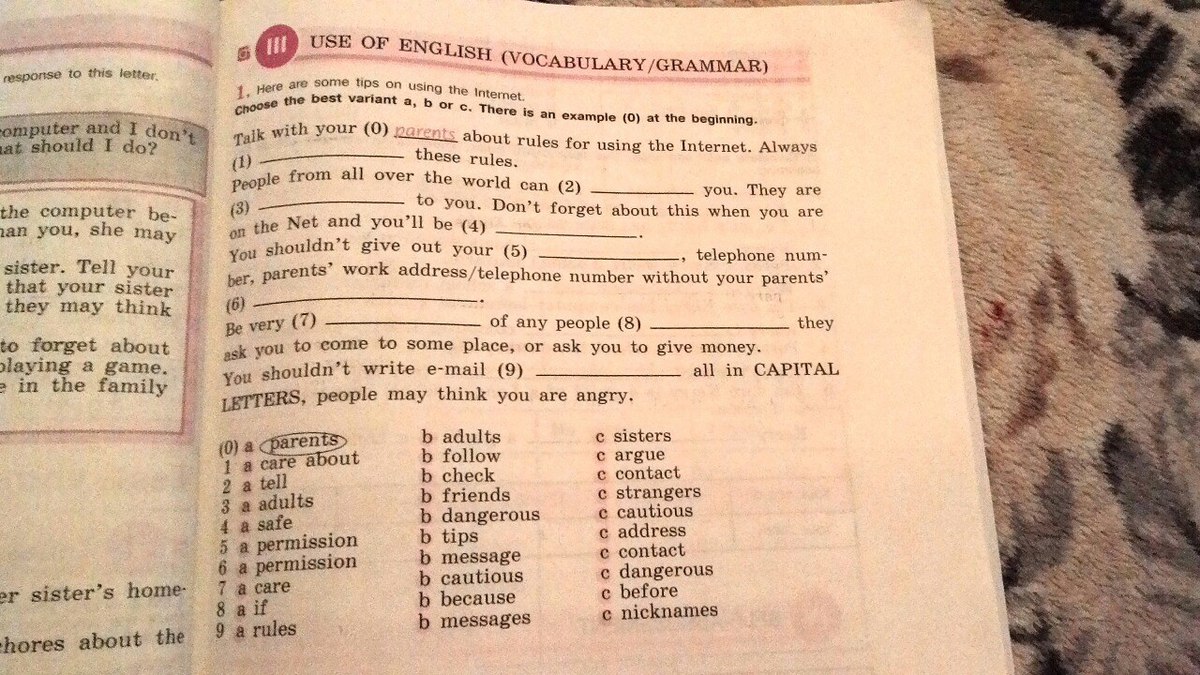 response to this letter.
computer and I don't
at should I do?
the computer be-
an you, she may
sister. Tell your
that your sister
they may think
to forget about
playing a game.
in the family
er sister's home-
chores about the
III USE OF ENGLISH (VOCABULARY/GRAMMAR)
1. Here are some tips on using the Internet.
Choose the best variant a, b or c. There is an example (0) at the beginning.
Talk with your (0) parents about rules for using the Internet. Always
(1) ____________ these rules.
People from all over the world can (2) ____________ you. They are
(3) ____________ to you. Don't forget about this when you are
on the Net and you'll be (4) ____________.
You shouldn't give out your (5) ____________, telephone num-
ber, parents' work address/telephone number without your parents'
(6) ____________.
Be very (7) ____________ of any people (8) ____________ they
ask you to come to some place, or ask you to give money.
You shouldn't write e-mail (9) ____________ all in CAPITAL
LETTERS, people may think you are angry.
(0) a parents b adults c sisters
1 a care about b follow c argue
2 a tell b check c contact
3 a adults b friends c strangers
4 a safe b dangerous c cautious
5 a permission b tips c address
6 a permission b message c contact
7 a care b cautious c dangerous
8 a if b because c before
9 a rules b messages c nicknames